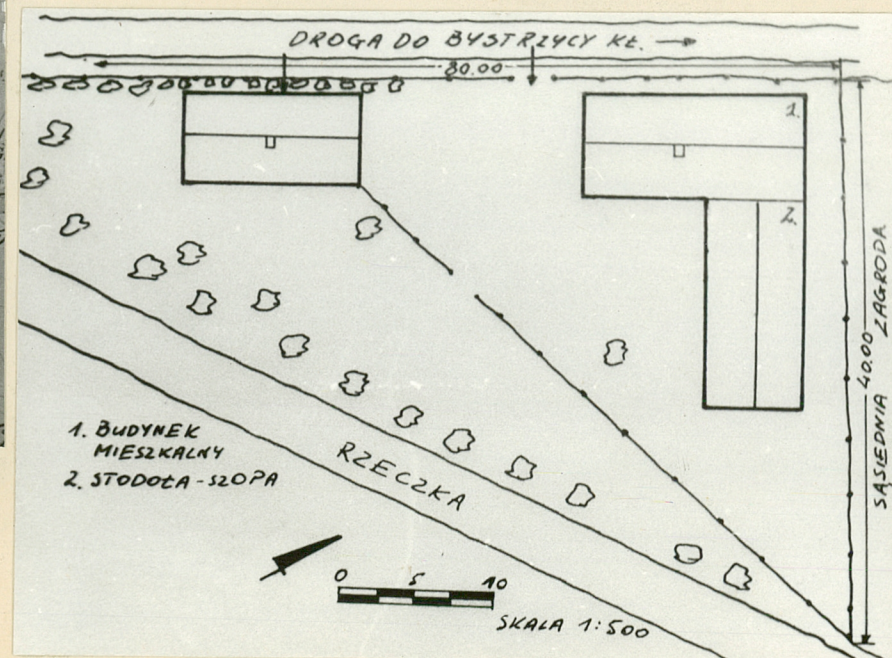 DROGA DO BYSTRZYCY KŁ.
80.00
1.
2.
SĄSIEDNIA ZAGRODA
40.00
1. BUDYNEK
MIESZKALNY
2. STODOŁA-SZOPA
RZECZKA
0 5 10
SKALA 1:500